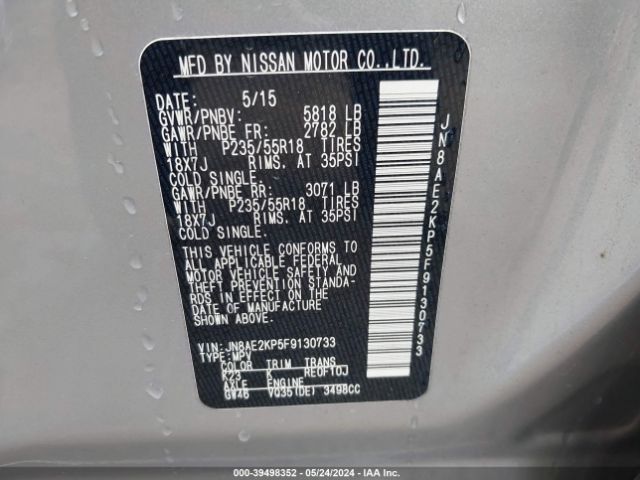 MFD BY NISSAN MOTOR CO.,LTD.
DATE: 5/15
GVWR/PNBV: 5818 LB
GAWR/PNBE FR: 2782 LB
WITH P235/55R18 TIRES
18X7J RIMS, AT 35PSI
COLD SINGLE.
GAWR/PNBE RR: 3071 LB
WITH P235/55R18 TIRES
18X7J RIMS, AT 35PSI
COLD SINGLE.
THIS VEHICLE CONFORMS TO
ALL APPLICABLE FEDERAL
MOTOR VEHICLE SAFETY AND
THEFT PREVENTION STANDA-
RDS IN EFFECT ON THE
DATE OF MANUFACTURE
SHOWN ABOVE.
VIN: JN8AE2KP5F9130733
TYPE: MPV
COLOR TRIM TRANS
K23 K RE0F10J
AXLE ENGINE
GW46 VQ35(DE) 3498CC
JN8AE2KP5F9130733
000-39498352 - 05/24/2024 - IAA Inc.